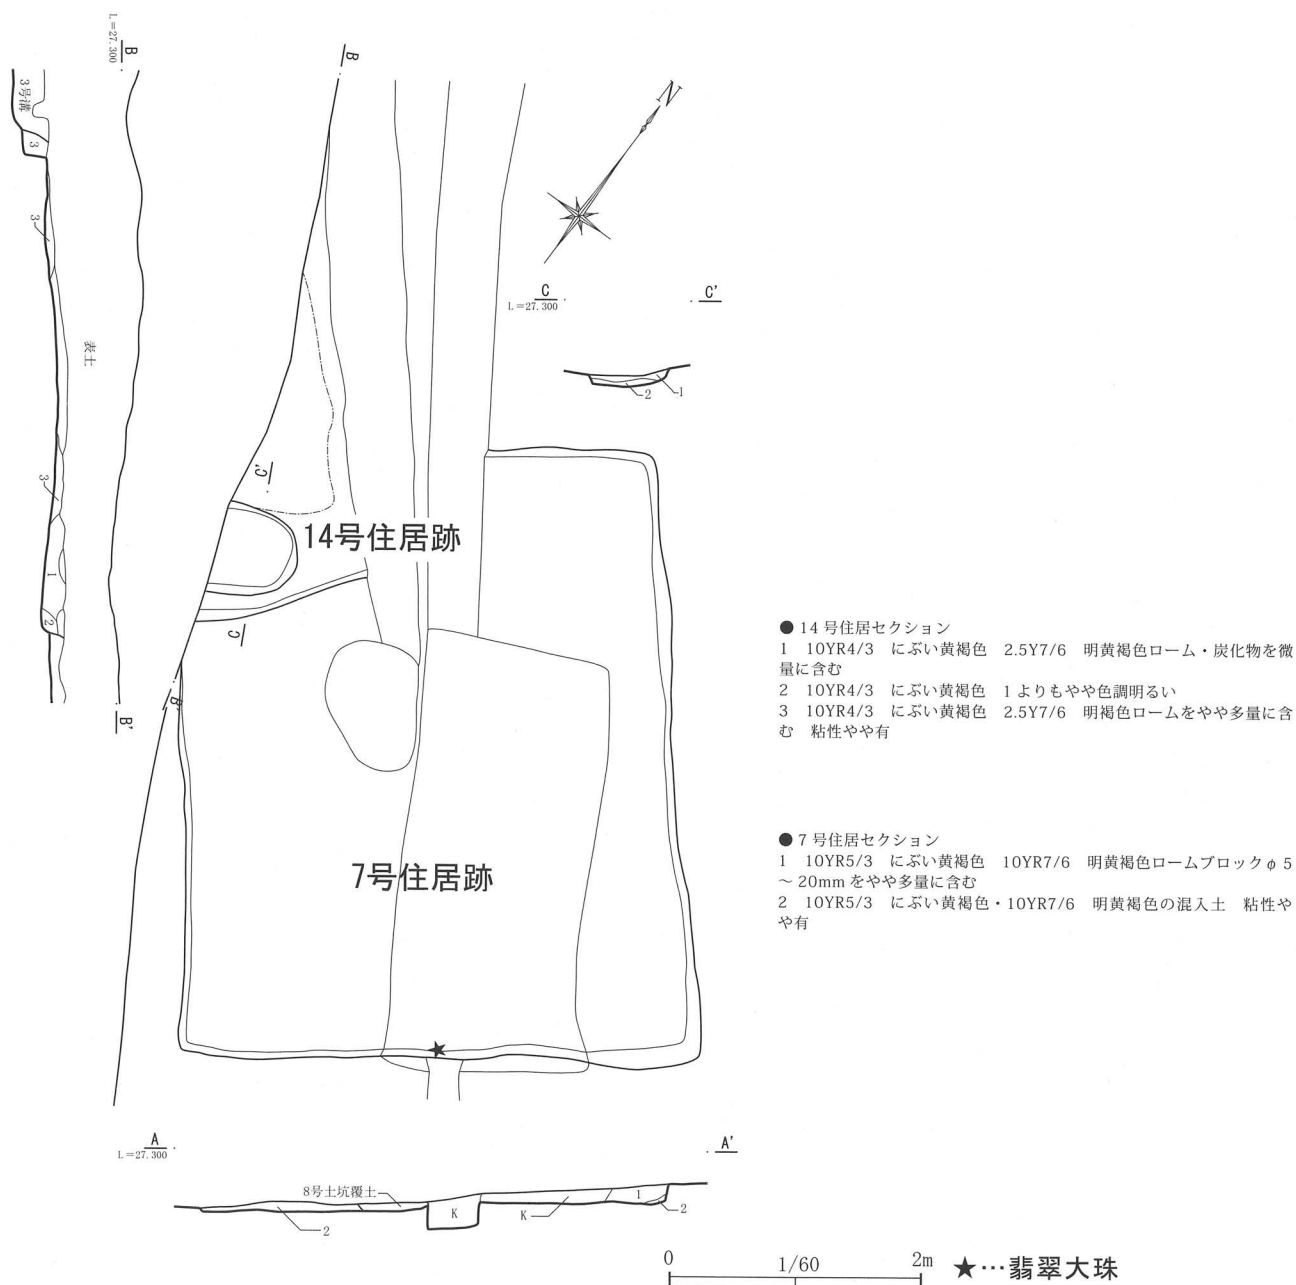 B
L=27.300
B
N
3号溝
3
3
C
L=27.300
C'
表土
2
1
3
C'
14号住居跡
1
2
C
B'
B'
●14号住居セクション
1 10YR4/3 にぶい黄褐色 2.5Y7/6 明黄褐色ローム・炭化物を微
量に含む
2 10YR4/3 にぶい黄褐色 1よりもやや色調明るい
3 10YR4/3 にぶい黄褐色 2.5Y7/6 明褐色ロームをやや多量に含
む 粘性やや有
●7号住居セクション
1 10YR5/3 にぶい黄褐色 10YR7/6 明黄褐色ロームブロックφ5
～20mmをやや多量に含む
2 10YR5/3 にぶい黄褐色・10YR7/6 明黄褐色の混入土 粘性や
や有
7号住居跡
A
L=27.300
A'
8号土坑覆土
2
K
K
1
2
0 1/60 2m
★…翡翠大珠